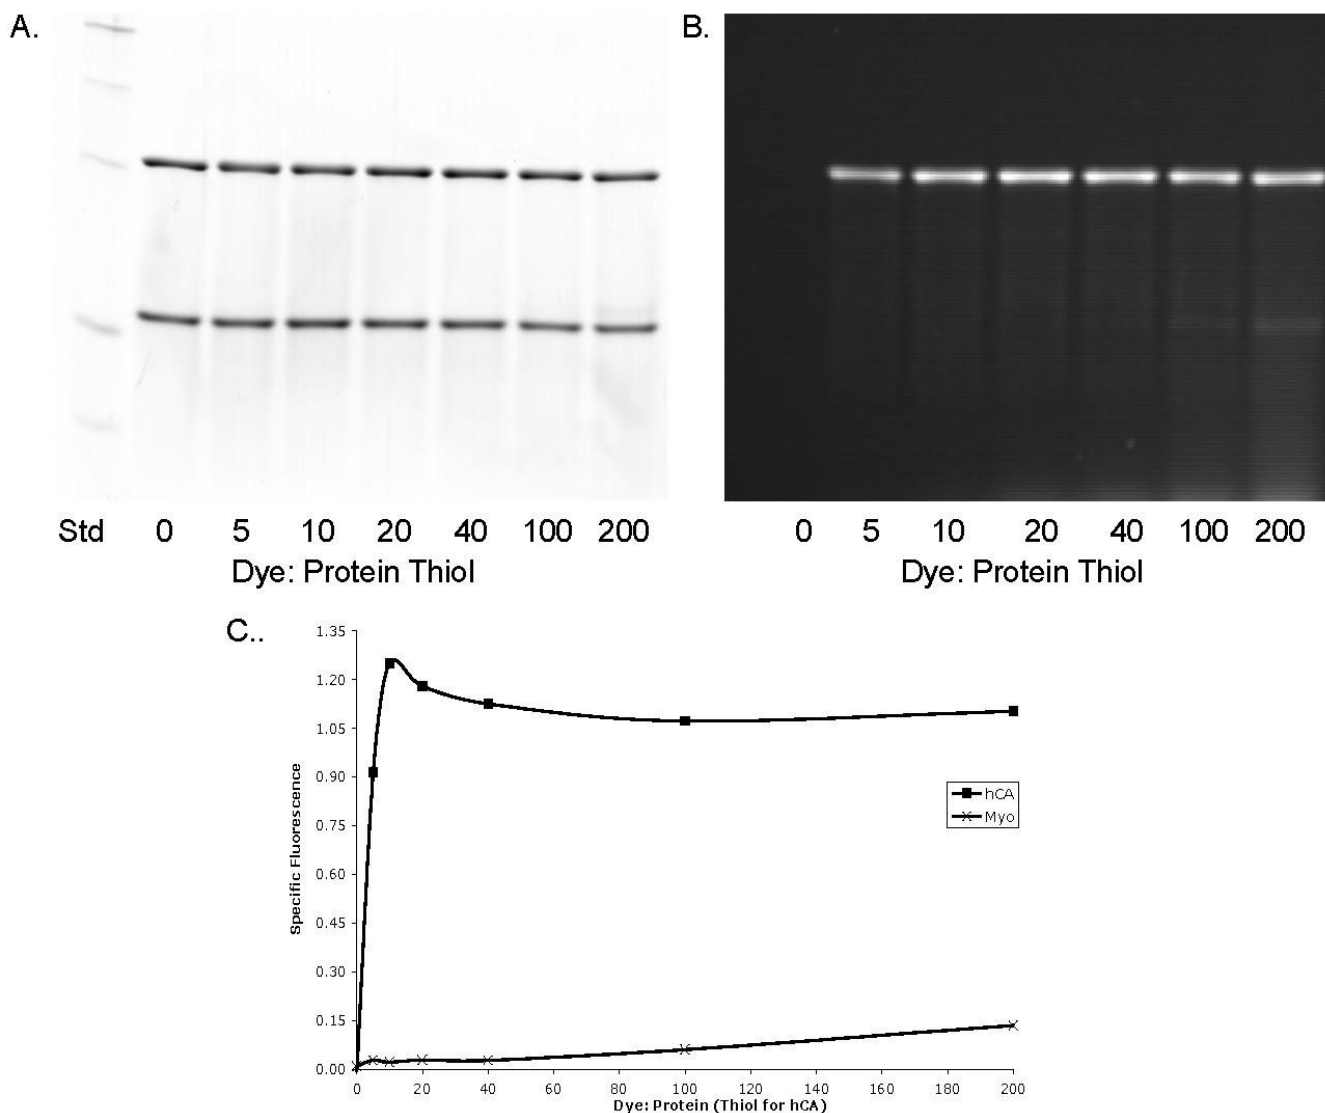 A.
B.
Std 0 5 10 20 40 100 200
Dye: Protein Thiol
0 5 10 20 40 100 200
Dye: Protein Thiol
C..
1.35
1.20
1.05
0.90
0.75
0.60
0.45
0.30
0.15
0.00
Specific Fluorescence
hCA
Myo
0 20 40 60 80 100 120 140 160 180 200
Dye: Protein (Thiol for hCA)